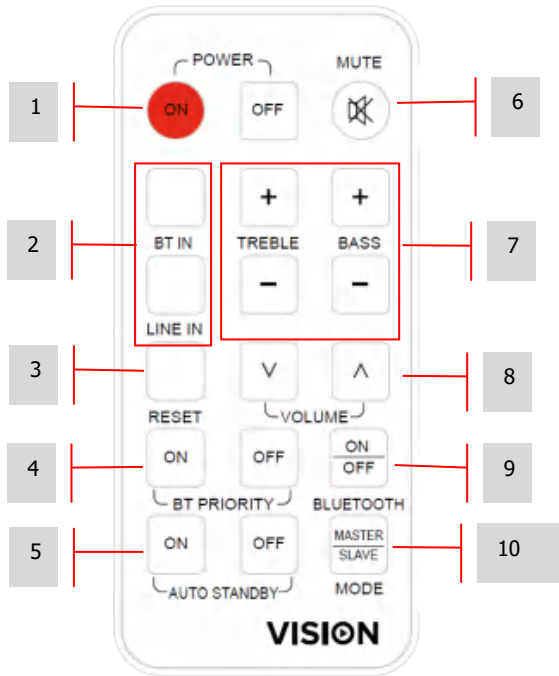 POWER
MUTE
1
ON
OFF
6
+
+
2
BT IN
TREBLE
BASS
7
−
−
LINE IN
3
∨
∧
8
RESET
VOLUME
4
ON
OFF
ON
OFF
9
BT PRIORITY
BLUETOOTH
5
ON
OFF
MASTER
SLAVE
10
AUTO STANDBY
MODE
VISION